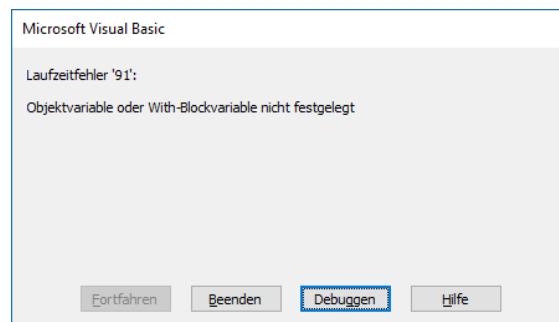 Microsoft Visual Basic
Laufzeitfehler '91':
Objektvariable oder With-Blockvariable nicht festgelegt
Fortfahren Beenden Debuggen Hilfe